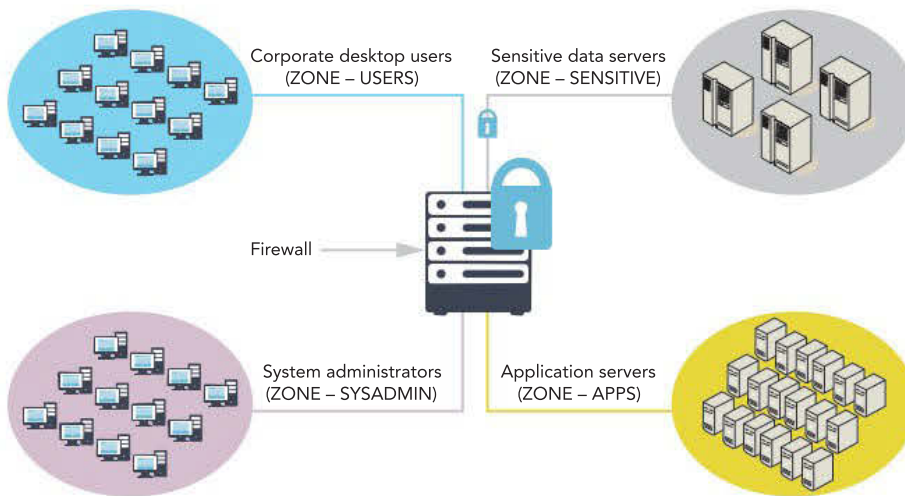 Corporate desktop users
(ZONE – USERS)
Sensitive data servers
(ZONE – SENSITIVE)
Firewall
System administrators
(ZONE – SYSADMIN)
Application servers
(ZONE – APPS)